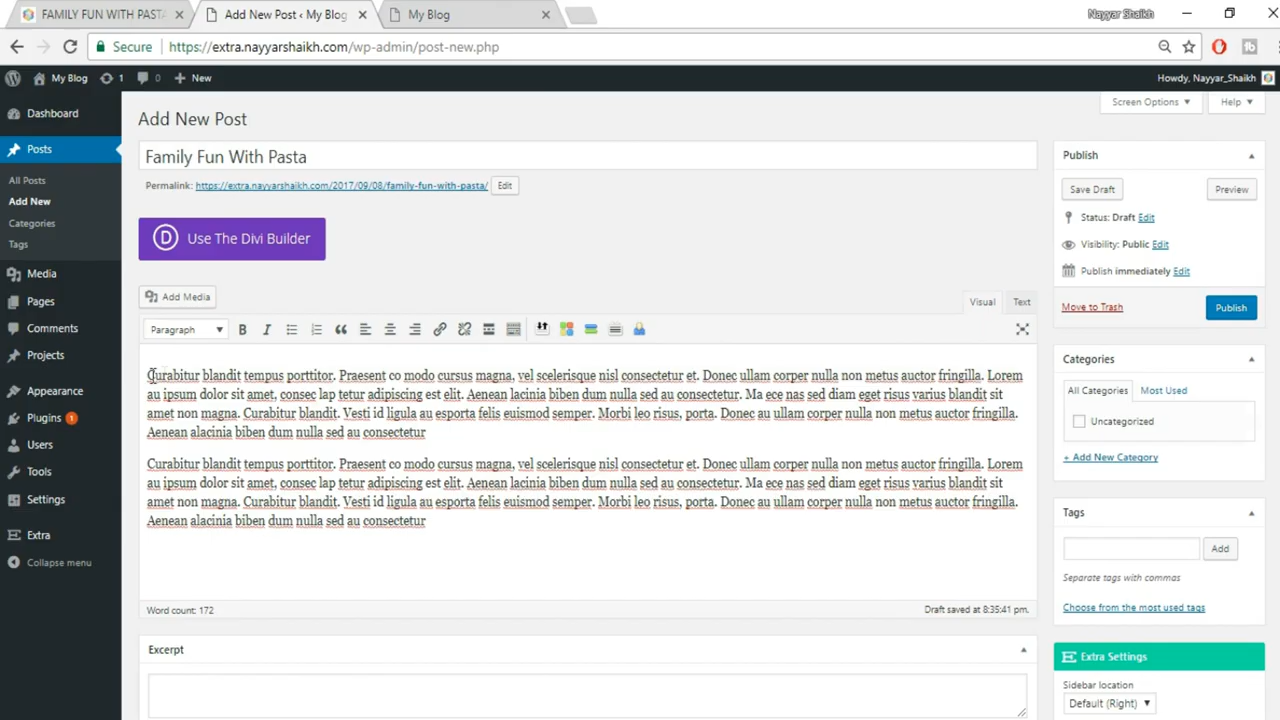 FAMILY FUN WITH PASTA
Add New Post ‹ My Blog
My Blog
Nayyar Shaikh
Secure
https://extra.nayyarshaikh.com/wp-admin/post-new.php
My Blog
1
0
New
Howdy, Nayyar_Shaikh
Screen Options
Help
Dashboard
Posts
All Posts
Add New
Categories
Tags
Media
Pages
Comments
Projects
Appearance
Plugins 1
Users
Tools
Settings
Extra
Collapse menu
Add New Post
Family Fun With Pasta
Permalink: https://extra.nayyarshaikh.com/2017/09/08/family-fun-with-pasta/ Edit
D Use The Divi Builder
Add Media
Visual Text
Paragraph
B I
Curabitur blandit tempus porttitor. Praesent co modo cursus magna, vel scelerisque nisl consectetur et. Donec ullam corper nulla non metus auctor fringilla. Lorem
au ipsum dolor sit amet, consec lap tetur adipiscing est elit. Aenean lacinia biben dum nulla sed au consectetur. Ma ece nas sed diam eget risus varius blandit sit
amet non magna. Curabitur blandit. Vesti id ligula au esporta felis euismod semper. Morbi leo risus, porta. Donec au ullam corper nulla non metus auctor fringilla.
Aenean alacinia biben dum nulla sed au consectetur
Curabitur blandit tempus porttitor. Praesent co modo cursus magna, vel scelerisque nisl consectetur et. Donec ullam corper nulla non metus auctor fringilla. Lorem
au ipsum dolor sit amet, consec lap tetur adipiscing est elit. Aenean lacinia biben dum nulla sed au consectetur. Ma ece nas sed diam eget risus varius blandit sit
amet non magna. Curabitur blandit. Vesti id ligula au esporta felis euismod semper. Morbi leo risus, porta. Donec au ullam corper nulla non metus auctor fringilla.
Aenean alacinia biben dum nulla sed au consectetur
Word count: 172
Draft saved at 8:35:41 pm.
Excerpt
Publish
Save Draft
Preview
Status: Draft Edit
Visibility: Public Edit
Publish immediately Edit
Move to Trash
Publish
Categories
All Categories
Most Used
Uncategorized
+ Add New Category
Tags
Add
Separate tags with commas
Choose from the most used tags
Extra Settings
Sidebar location
Default (Right)